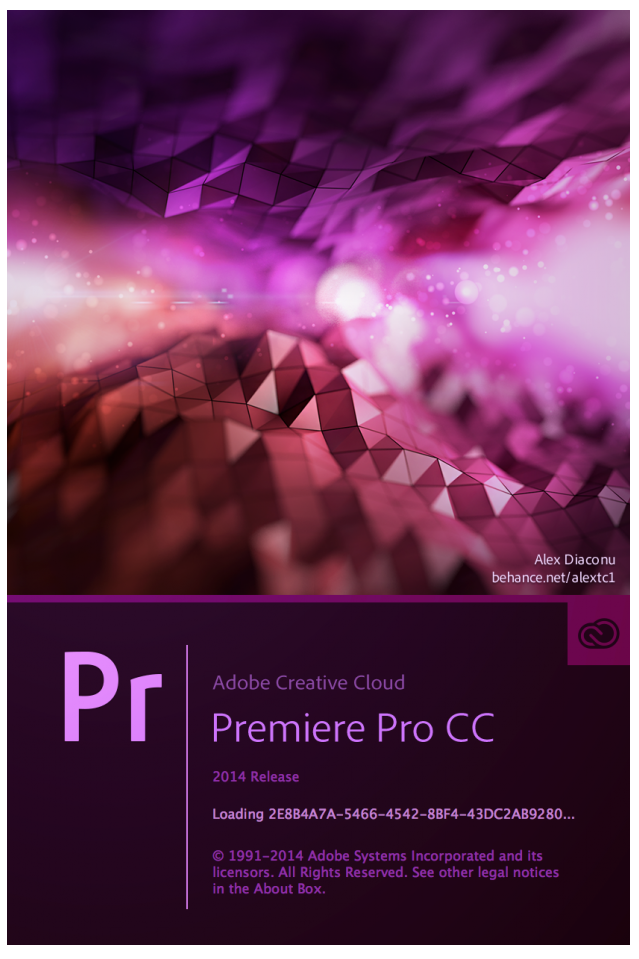 Alex Diaconu
behance.net/alextc1
Pr
Adobe Creative Cloud
Premiere Pro CC
2014 Release
Loading 2E8B4A7A-5466-4542-8BF4-43DC2AB9280...
© 1991-2014 Adobe Systems Incorporated and its
licensors. All Rights Reserved. See other legal notices
in the About Box.